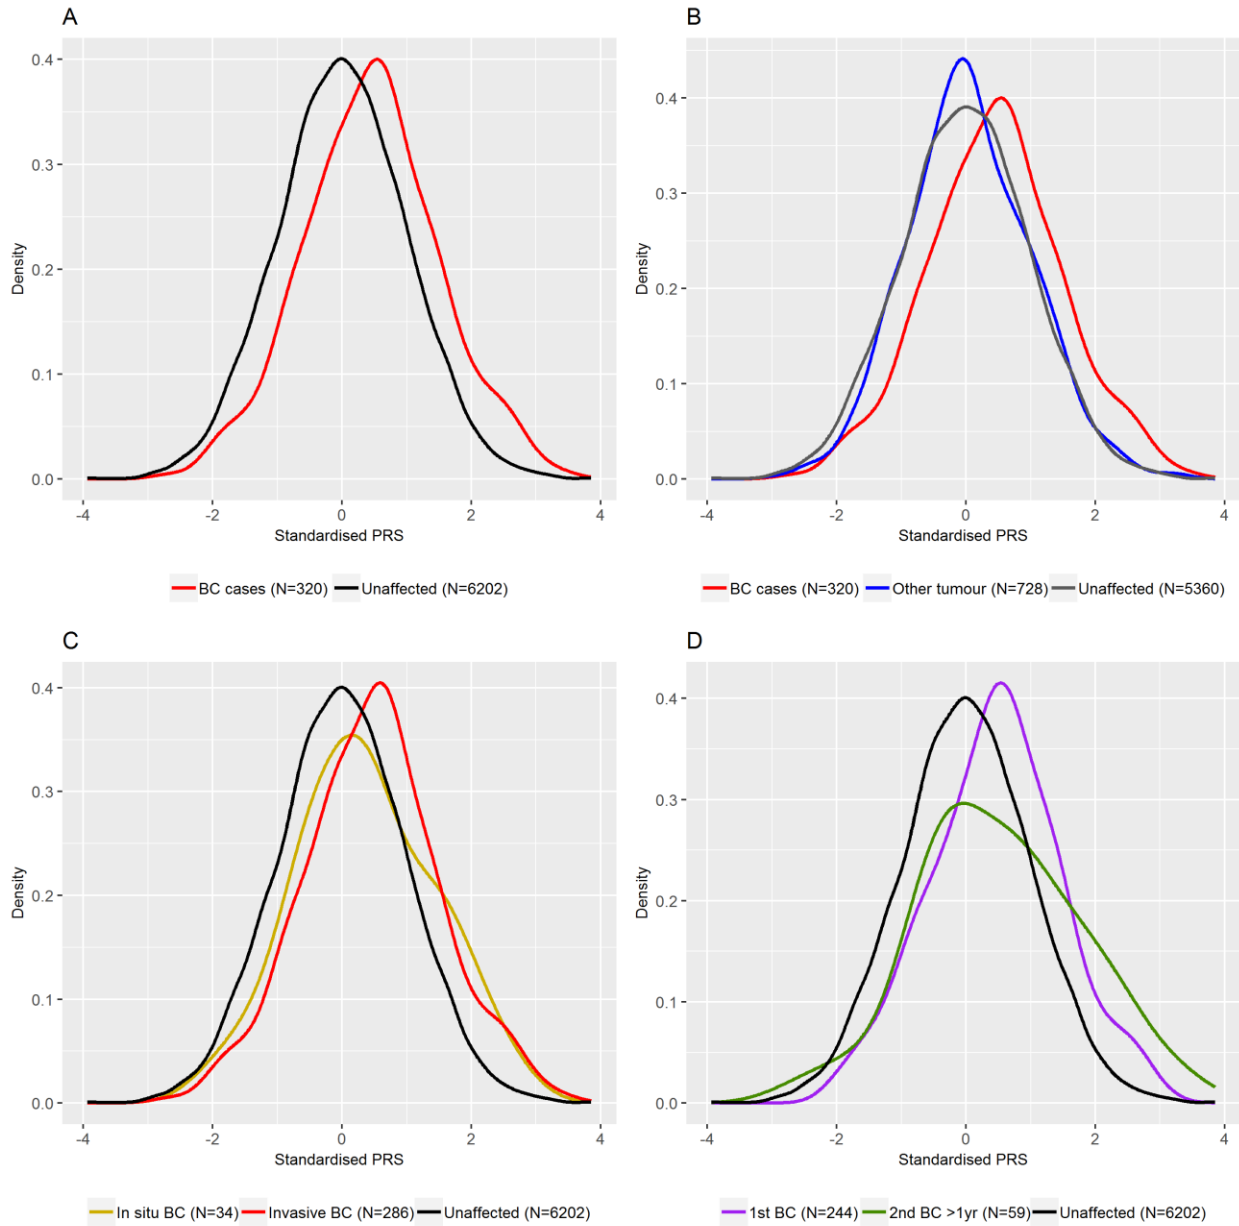 A
B
Density
0.4
0.3
0.2
0.1
0.0
-4
-2
0
2
4
Standardised PRS
BC cases (N=320) Unaffected (N=6202)
Density
0.4
0.3
0.2
0.1
0.0
-4
-2
0
2
4
Standardised PRS
BC cases (N=320) Other tumour (N=728) Unaffected (N=5360)
C
D
Density
0.4
0.3
0.2
0.1
0.0
-4
-2
0
2
4
Standardised PRS
In situ BC (N=34) Invasive BC (N=286) Unaffected (N=6202)
Density
0.4
0.3
0.2
0.1
0.0
-4
-2
0
2
4
Standardised PRS
1st BC (N=244) 2nd BC >1yr (N=59) Unaffected (N=6202)